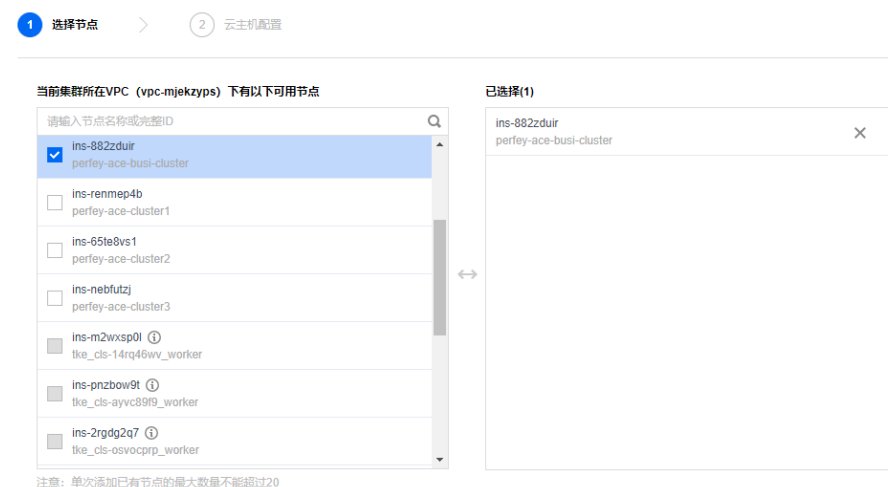 1 选择节点 2 云主机配置
当前集群所在VPC（vpc-mjekzyps）下有以下可用节点
请输入节点名称或完整ID
ins-882zduir
perfey-ace-busi-cluster
ins-renmep4b
perfey-ace-cluster1
ins-65te8vs1
perfey-ace-cluster2
ins-nebfutzj
perfey-ace-cluster3
ins-m2wxsp0l
tke_cls-14rq46wv_worker
ins-pnzbow9t
tke_cls-ayvc89f9_worker
ins-2rgdg2q7
tke_cls-osvocprp_worker
注意：单次添加已有节点的最大数量不能超过20
已选择(1)
ins-882zduir
perfey-ace-busi-cluster